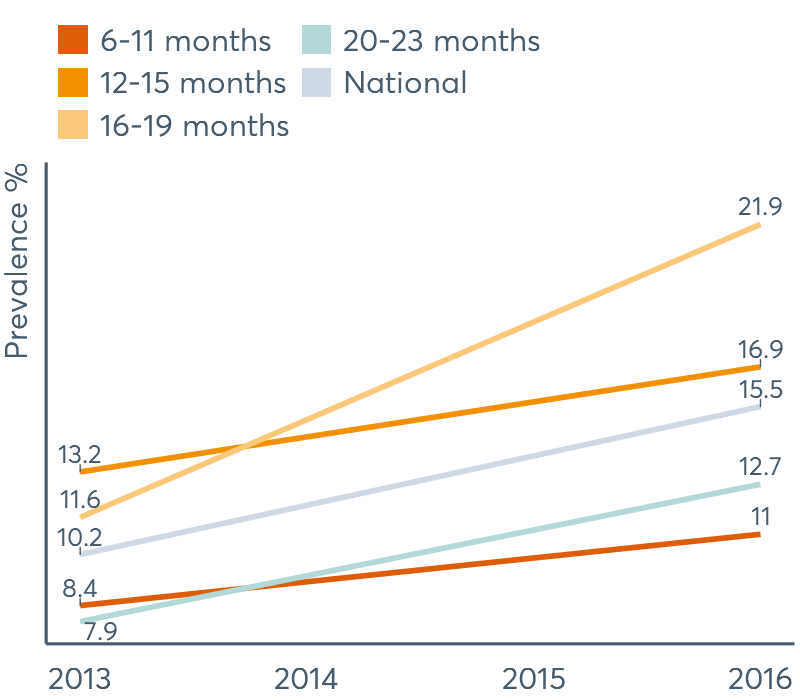 6-11 months
20-23 months
12-15 months
National
16-19 months
Prevalence %
21.9
16.9
15.5
13.2
12.7
11.6
11
10.2
8.4
7.9
2013
2014
2015
2016